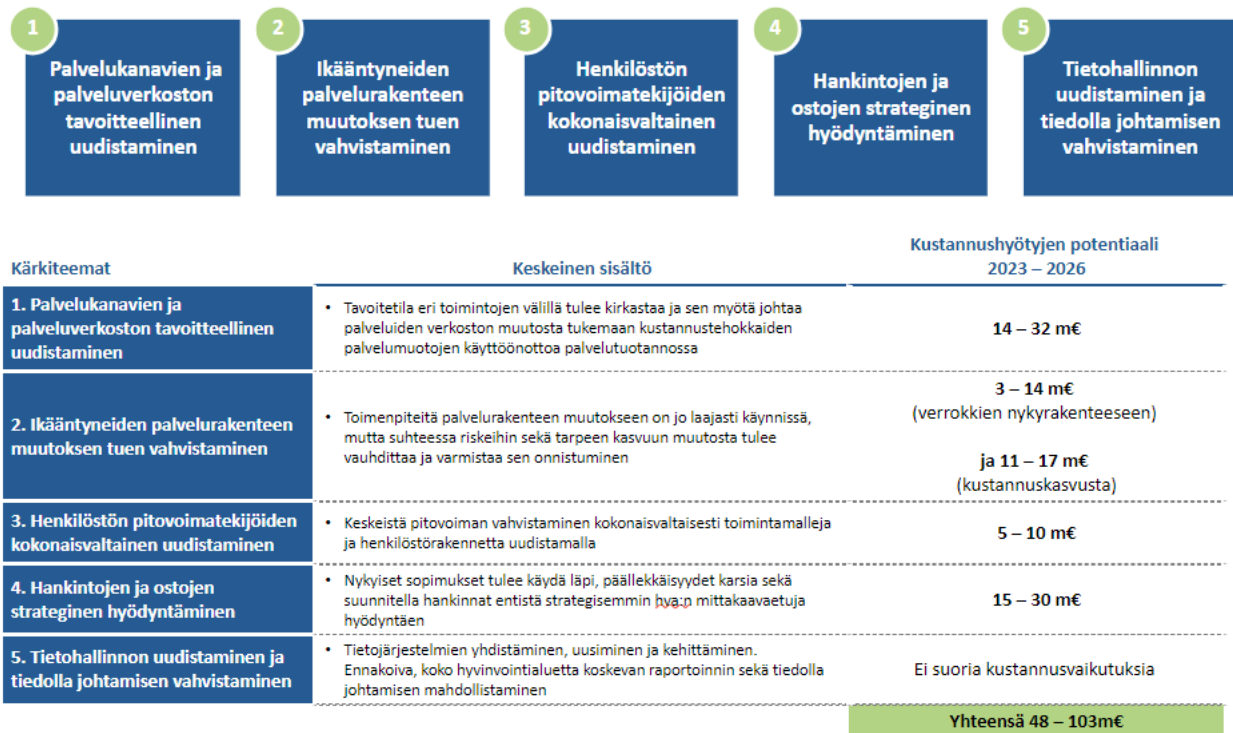 1
Palvelukanavien ja
palveluverkoston
tavoitteellinen
uudistaminen
2
Ikääntyneiden
palvelurakenteen
muutoksen tuen
vahvistaminen
3
Henkilöstön
pitovoimatekijöiden
kokonaisvaltainen
uudistaminen
4
Hankintojen ja
ostojen strateginen
hyödyntäminen
5
Tietohallinnon
uudistaminen ja
tiedolla johtamisen
vahvistaminen
Kärkiteemat
Keskeinen sisältö
Kustannushyötyjen potentiaali
2023 – 2026
1. Palvelukanavien ja
palveluverkoston tavoitteellinen
uudistaminen
• Tavoitetila eri toimintojen välillä tulee kirkastaa ja sen myötä johtaa
palveluiden verkoston muutosta tukemaan kustannustehokkaiden
palvelumuotojen käyttöönottoa palvelutuotannossa
14 – 32 m€
2. Ikääntyneiden palvelurakenteen
muutoksen tuen vahvistaminen
• Toimenpiteitä palvelurakenteen muutokseen on jo laajasti käynnissä,
mutta suhteessa riskeihin sekä tarpeen kasvuun muutosta tulee
vauhdittaa ja varmistaa sen onnistuminen
3 – 14 m€
(verrokkien nykyrakenteeseen)
ja 11 – 17 m€
(kustannuskasvusta)
3. Henkilöstön pitovoimatekijöiden
kokonaisvaltainen uudistaminen
• Keskeistä pitovoiman vahvistaminen kokonaisvaltaisesti toimintamalleja
ja henkilöstörakennetta uudistamalla
5 – 10 m€
4. Hankintojen ja ostojen
strateginen hyödyntäminen
• Nykyiset sopimukset tulee käydä läpi, päällekkäisyydet karsia sekä
suunnitella hankinnat entistä strategisemmin hva:n mittakaavaetuja
hyödyntäen
15 – 30 m€
5. Tietohallinnon uudistaminen ja
tiedolla johtamisen vahvistaminen
• Tietojärjestelmien yhdistäminen, uusiminen ja kehittäminen.
Ennakoiva, koko hyvinvointialuetta koskevan raportoinnin sekä tiedolla
johtamisen mahdollistaminen
Ei suoria kustannusvaikutuksia
Yhteensä 48 – 103m€